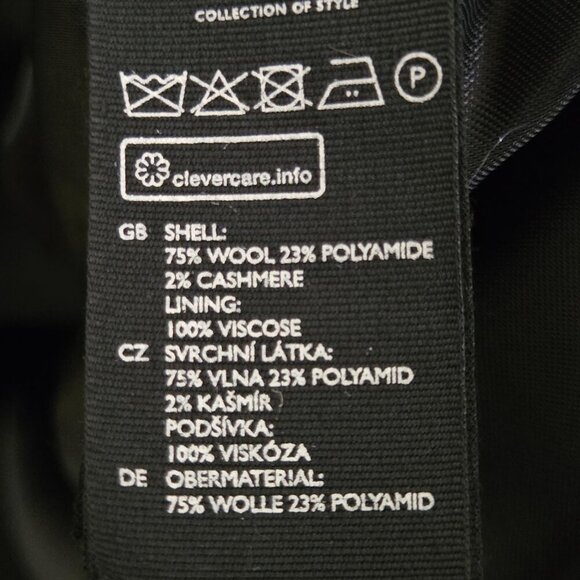 COLLECTION OF STYLE
P
clevercare.info
GB SHELL:
75% WOOL 23% POLYAMIDE
2% CASHMERE
LINING:
100% VISCOSE
CZ SVRCHNÍ LÁTKA:
75% VLNA 23% POLYAMID
2% KAŠMÍR
PODŠÍVKA:
100% VISKÓZA
DE OBERMATERIAL:
75% WOLLE 23% POLYAMID